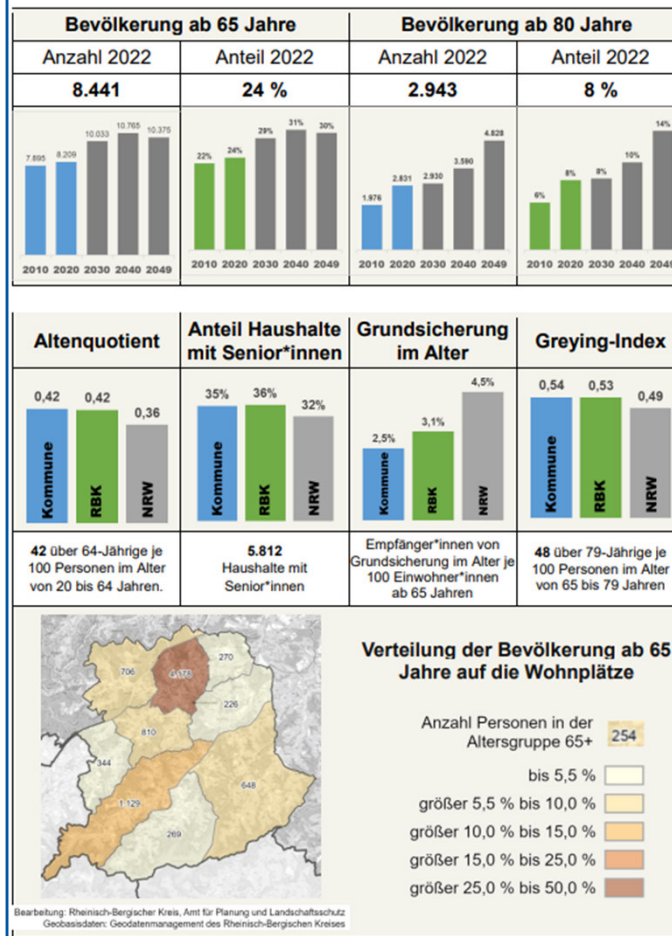 Bevölkerung ab 65 Jahre
Bevölkerung ab 80 Jahre
Anzahl 2022
Anteil 2022
Anzahl 2022
Anteil 2022
8.441
24 %
2.943
8 %
7.895
8.209
10.033
10.765
10.375
2010 2020 2030 2040 2049
22%
24%
29%
31%
30%
2010 2020 2030 2040 2049
1.976
2.831
2.930
3.590
4.828
2010 2020 2030 2040 2049
6%
8%
8%
10%
14%
2010 2020 2030 2040 2049
Altenquotient
Anteil Haushalte
mit Senior*innen
Grundsicherung
im Alter
Greying-Index
0,42
0,42
0,36
Kommune
RBK
NRW
35%
36%
32%
Kommune
RBK
NRW
2,5%
3,1%
4,5%
Kommune
RBK
NRW
0,54
0,53
0,49
Kommune
RBK
NRW
42 über 64-Jährige je
100 Personen im Alter
von 20 bis 64 Jahren.
5.812
Haushalte mit
Senior*innen
Empfänger*innen von
Grundsicherung im Alter je
100 Einwohner*innen
ab 65 Jahren
48 über 79-Jährige je
100 Personen im Alter
von 65 bis 79 Jahren
706
4.178
270
226
810
344
648
1.129
269
Verteilung der Bevölkerung ab 65
Jahre auf die Wohnplätze
Anzahl Personen in der
Altersgruppe 65+
254
bis 5,5 %
größer 5,5 % bis 10,0 %
größer 10,0 % bis 15,0 %
größer 15,0 % bis 25,0 %
größer 25,0 % bis 50,0 %
Bearbeitung: Rheinisch-Bergischer Kreis, Amt für Planung und Landschaftsschutz
Geobasisdaten: Geodatenmanagement des Rheinisch-Bergischen Kreises